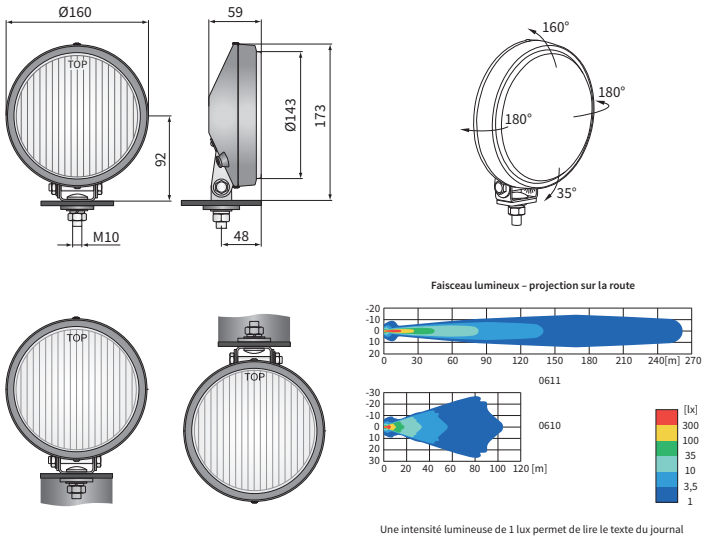 Ø160
59
TOP
Ø143
173
92
M10
48
160°
180°
180°
35°
Faisceau lumineux – projection sur la route
-20
-10
0
10
20
0 30 60 90 120 150 180 210 240[m] 270
0611
TOP
TOP
-30
-20
-10
0
10
20
30
0 20 40 60 80 100 120 [m]
0610
[lx]
300
100
35
10
3,5
1
Une intensité lumineuse de 1 lux permet de lire le texte du journal